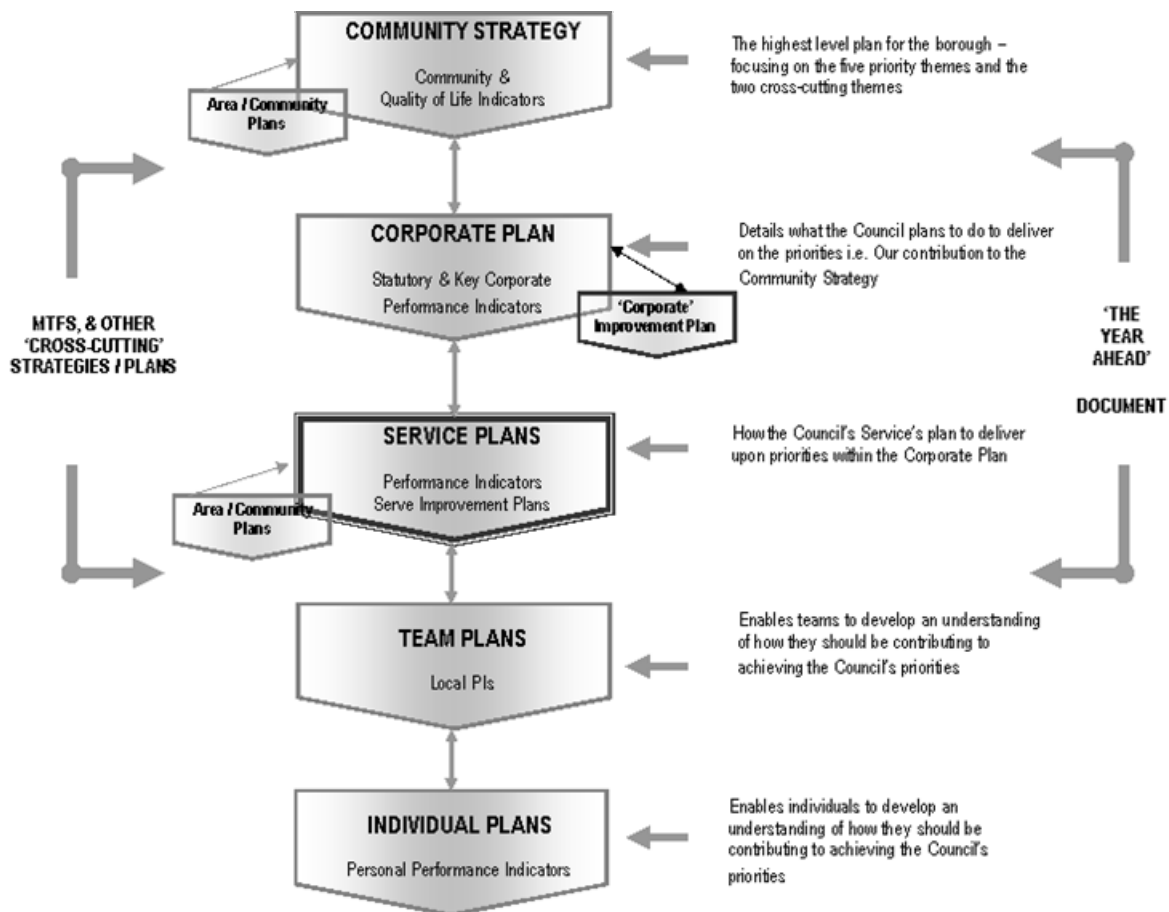 COMMUNITY STRATEGY
Community &
Quality of Life Indicators
The highest level plan for the borough –
focusing on the five priority themes and the
two cross-cutting themes
Area / Community
Plans
CORPORATE PLAN
Statutory & Key Corporate
Performance Indicators
Details what the Council plans to do to deliver
on the priorities i.e. Our contribution to the
Community Strategy
'Corporate'
Improvement Plan
MTFS, & OTHER
'CROSS-CUTTING'
STRATEGIES / PLANS
'THE
YEAR
AHEAD'
DOCUMENT
SERVICE PLANS
Performance Indicators
Serve Improvement Plans
How the Council's Service's plan to deliver
upon priorities within the Corporate Plan
Area / Community
Plans
TEAM PLANS
Local PIs
Enables teams to develop an understanding
of how they should be contributing to
achieving the Council's priorities
INDIVIDUAL PLANS
Personal Performance Indicators
Enables individuals to develop an
understanding of how they should be
contributing to achieving the Council's
priorities